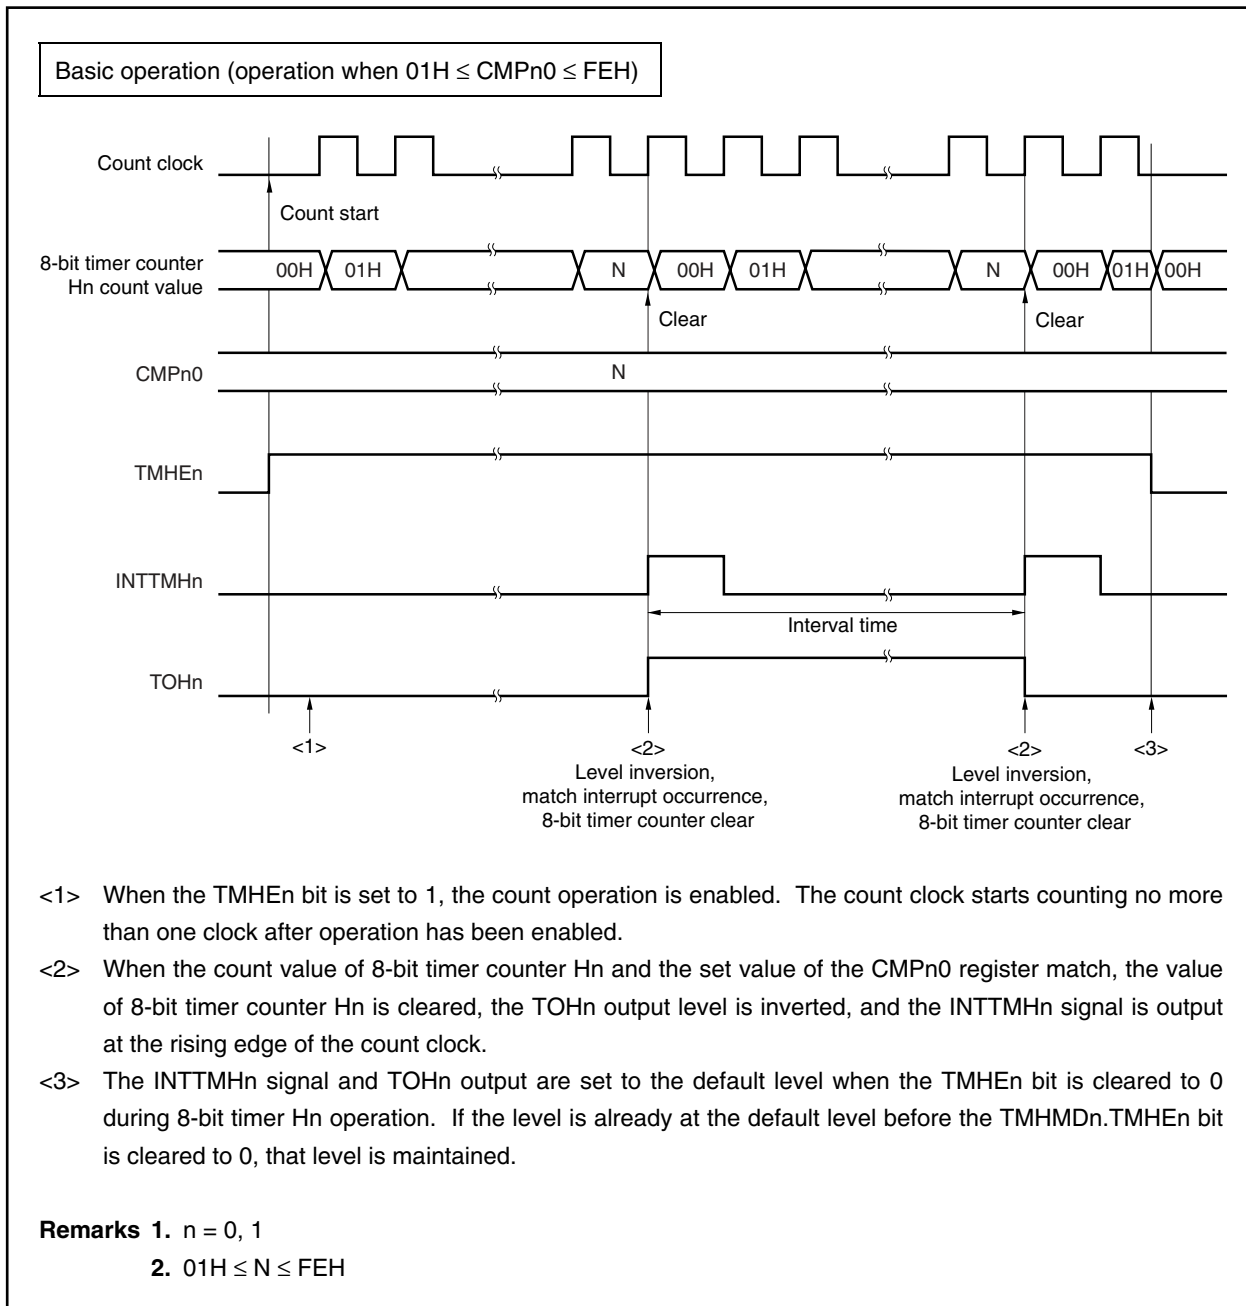 Basic operation (operation when 01H ≤ CMPn0 ≤ FEH)
Count clock
Count start
8-bit timer counter
Hn count value
00H 01H N 00H 01H N 00H 01H 00H
Clear Clear
CMPn0 N
TMHEn
INTTMHn
Interval time
TOHn
<1> <2> <2> <3>
Level inversion,
match interrupt occurrence,
8-bit timer counter clear
Level inversion,
match interrupt occurrence,
8-bit timer counter clear
<1> When the TMHEn bit is set to 1, the count operation is enabled. The count clock starts counting no more
than one clock after operation has been enabled.
<2> When the count value of 8-bit timer counter Hn and the set value of the CMPn0 register match, the value
of 8-bit timer counter Hn is cleared, the TOHn output level is inverted, and the INTTMHn signal is output
at the rising edge of the count clock.
<3> The INTTMHn signal and TOHn output are set to the default level when the TMHEn bit is cleared to 0
during 8-bit timer Hn operation. If the level is already at the default level before the TMHMDn.TMHEn bit
is cleared to 0, that level is maintained.
Remarks 1. n = 0, 1
2. 01H ≤ N ≤ FEH